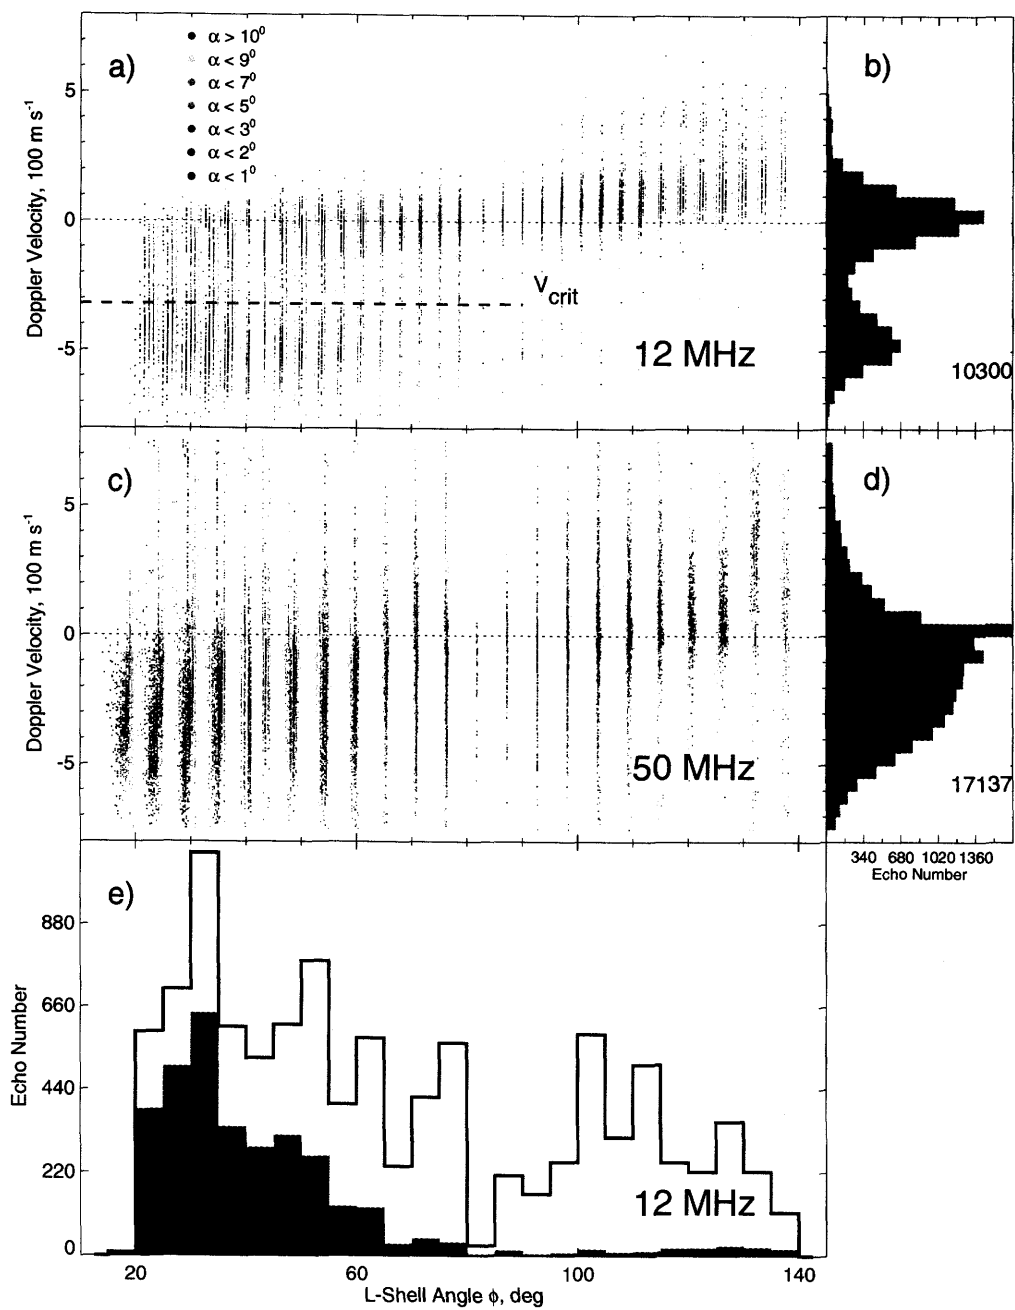 a)
α > 10⁰
α < 9⁰
α < 7⁰
α < 5⁰
α < 3⁰
α < 2⁰
α < 1⁰
Doppler Velocity, 100 m s⁻¹
5
0
-5
V_crit
12 MHz
b)
10300
c)
Doppler Velocity, 100 m s⁻¹
5
0
-5
50 MHz
d)
17137
340 680 1020 1360
Echo Number
e)
Echo Number
880
660
440
220
0
12 MHz
20 60 100 140
L-Shell Angle ϕ, deg